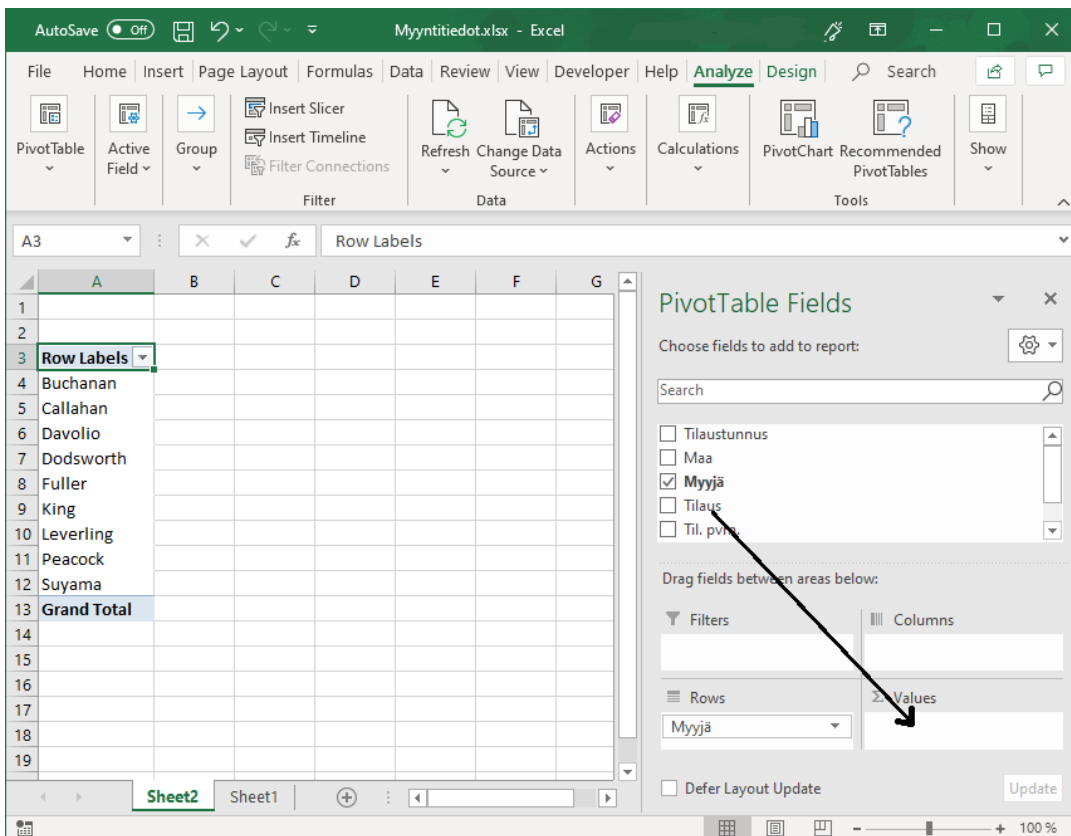 AutoSave Off Myyntitiedot.xlsx - Excel
File Home Insert Page Layout Formulas Data Review View Developer Help Analyze Design Search
PivotTable
Active Field
Group
Insert Slicer
Insert Timeline
Filter Connections
Filter
Refresh
Change Data Source
Data
Actions
Calculations
PivotChart
Recommended PivotTables
Tools
Show
A3 fx Row Labels
A B C D E F G
1
2
3 Row Labels
4 Buchanan
5 Callahan
6 Davolio
7 Dodsworth
8 Fuller
9 King
10 Leverling
11 Peacock
12 Suyama
13 Grand Total
14
15
16
17
18
19
Sheet2 Sheet1
PivotTable Fields
Choose fields to add to report:
Search
Tilaustunnus
Maa
Myyjä
Tilaus
Til. pvm.
Drag fields between areas below:
Filters
Columns
Rows
Σ Values
Myyjä
Defer Layout Update
Update
100 %